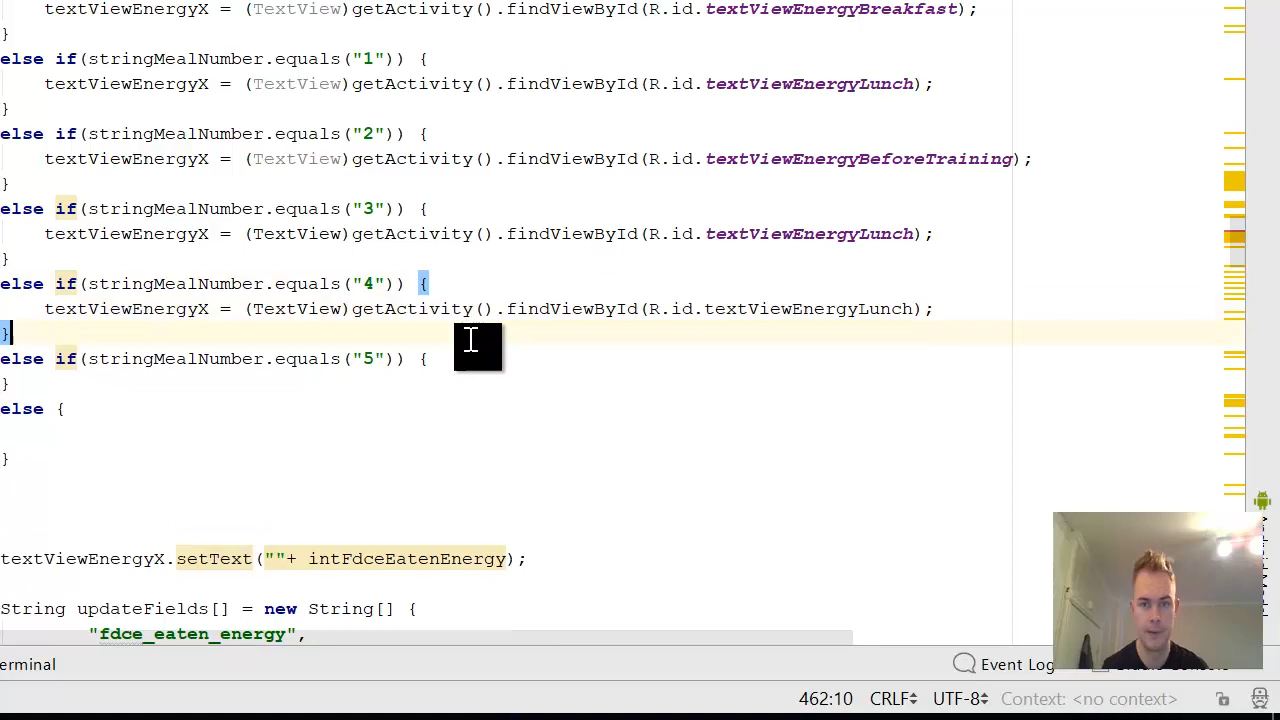 textViewEnergyX = (TextView)getActivity().findViewById(R.id.textViewEnergyBreakfast);
}
else if(stringMealNumber.equals("1")) {
textViewEnergyX = (TextView)getActivity().findViewById(R.id.textViewEnergyLunch);
}
else if(stringMealNumber.equals("2")) {
textViewEnergyX = (TextView)getActivity().findViewById(R.id.textViewEnergyBeforeTraining);
}
else if(stringMealNumber.equals("3")) {
textViewEnergyX = (TextView)getActivity().findViewById(R.id.textViewEnergyLunch);
}
else if(stringMealNumber.equals("4")) {
textViewEnergyX = (TextView)getActivity().findViewById(R.id.textViewEnergyLunch);
}
else if(stringMealNumber.equals("5")) {
}
else {
}
textViewEnergyX.setText(""+ intFdceEatenEnergy);
String updateFields[] = new String[] {
"fdce_eaten_energy",
erminal
Event Log
462:10 CRLF UTF-8 Context: <no context>